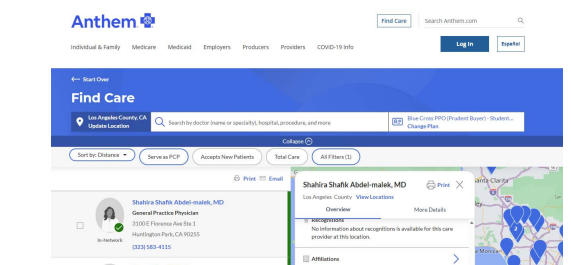 Anthem
Find Care
Search Anthem.com
Individual & Family Medicare Medicaid Employers Producers Providers COVID-19 Info
Log In
Español
← Start Over
Find Care
Los Angeles County, CA
Update Location
Search by doctor (name or specialty), hospital, procedure, and more
Blue Cross PPO (Prudent Buyer) - Student...
Change Plan
Collapse
Sort by: Distance
Serve as PCP
Accepts New Patients
Total Care
All Filters (1)
Print Email
Shahira Shafik Abdel-malek, MD
General Practice Physician
3100 E Florence Ave Ste 1
Huntington Park, CA 90255
(323) 583-4115
In-Network
Shahira Shafik Abdel-malek, MD
Print
Los Angeles County View Locations
Overview
More Details
Recognitions
No information about recognitions is available for this care
provider at this location.
Affiliations
anta Clarita
a Monica